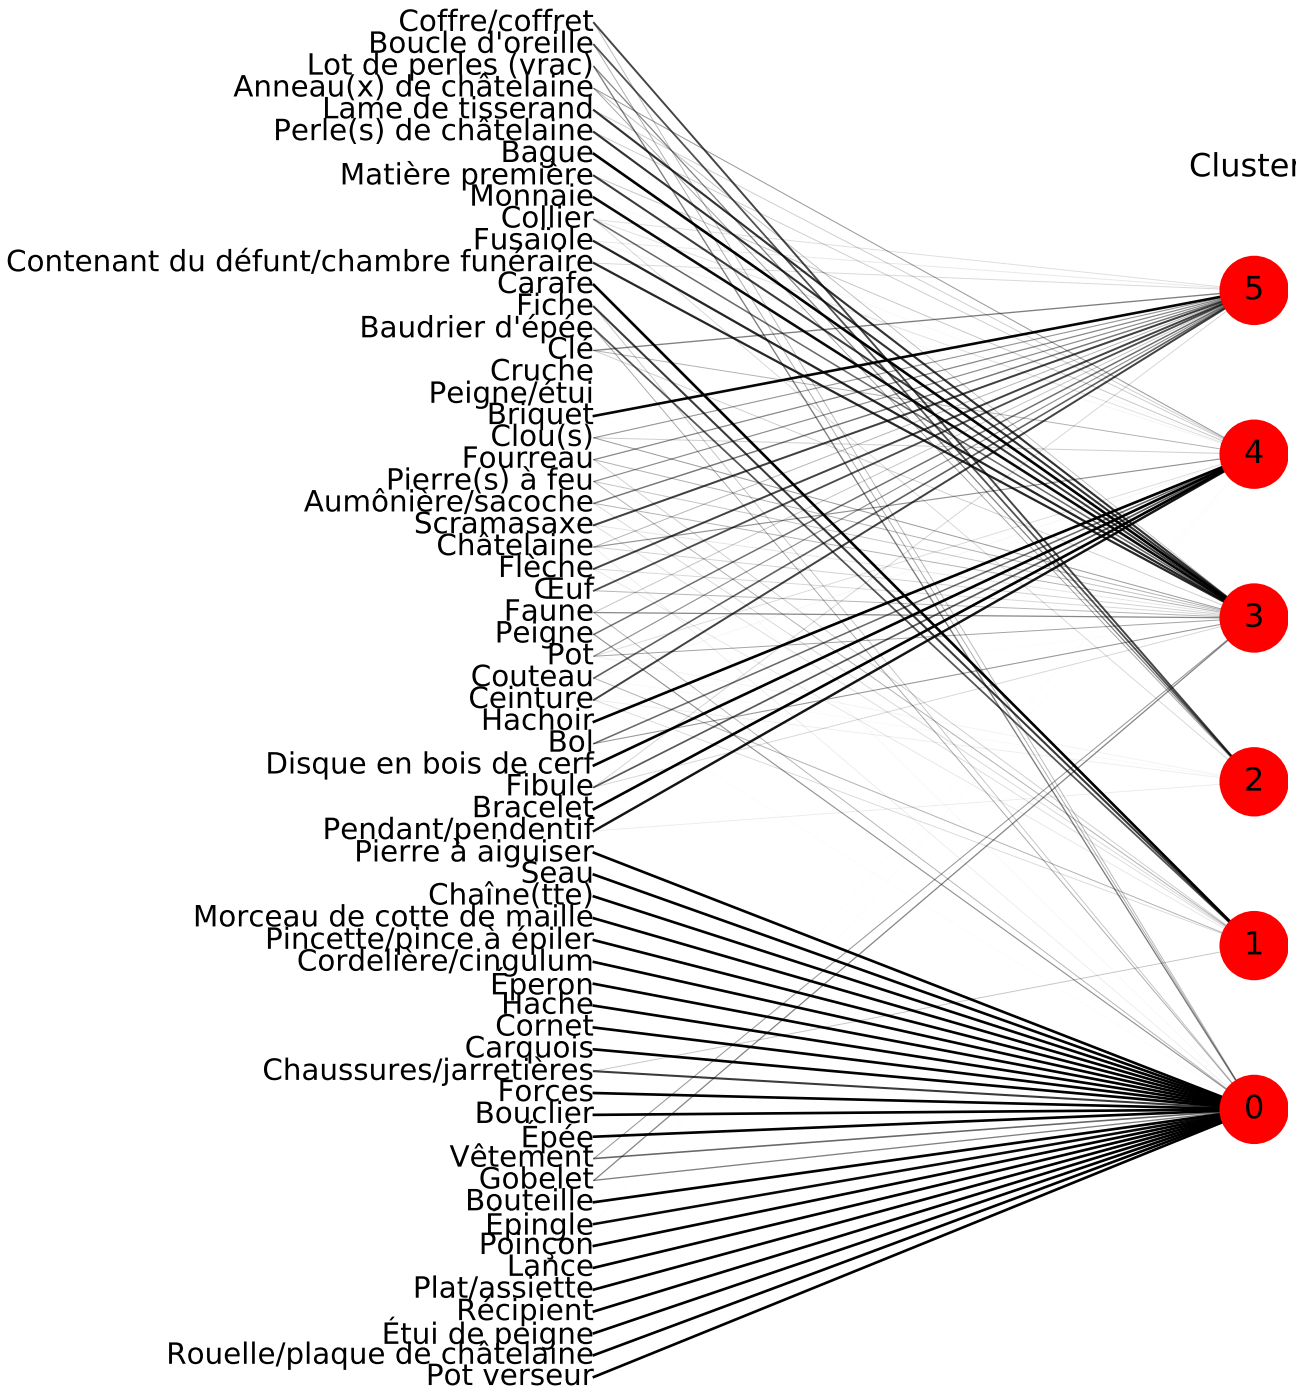 Coffre/coffret
Boucle d'oreille
Lot de perles (vrac)
Anneau(x) de châtelaine
Lame de tisserand
Perle(s) de châtelaine
Bague
Matière première
Monnaie
Collier
Fusaïole
Contenant du défunt/chambre funéraire
Carafe
Fiche
Baudrier d'épée
Clé
Cruche
Peigne/étui
Briquet
Clou(s)
Fourreau
Pierre(s) à feu
Aumônière/sacoche
Scramasaxe
Châtelaine
Flèche
Œuf
Faune
Peigne
Pot
Couteau
Ceinture
Hachoir
Bol
Disque en bois de cerf
Fibule
Bracelet
Pendant/pendentif
Pierre à aiguiser
Seau
Chaîne(tte)
Morceau de cotte de maille
Pincette/pince à épiler
Cordelière/cingulum
Éperon
Hache
Cornet
Carquois
Chaussures/jarretières
Forces
Bouclier
Épée
Vêtement
Gobelet
Bouteille
Épingle
Poinçon
Lance
Plat/assiette
Récipient
Étui de peigne
Rouelle/plaque de châtelaine
Pot verseur
Cluster
5
4
3
2
1
0